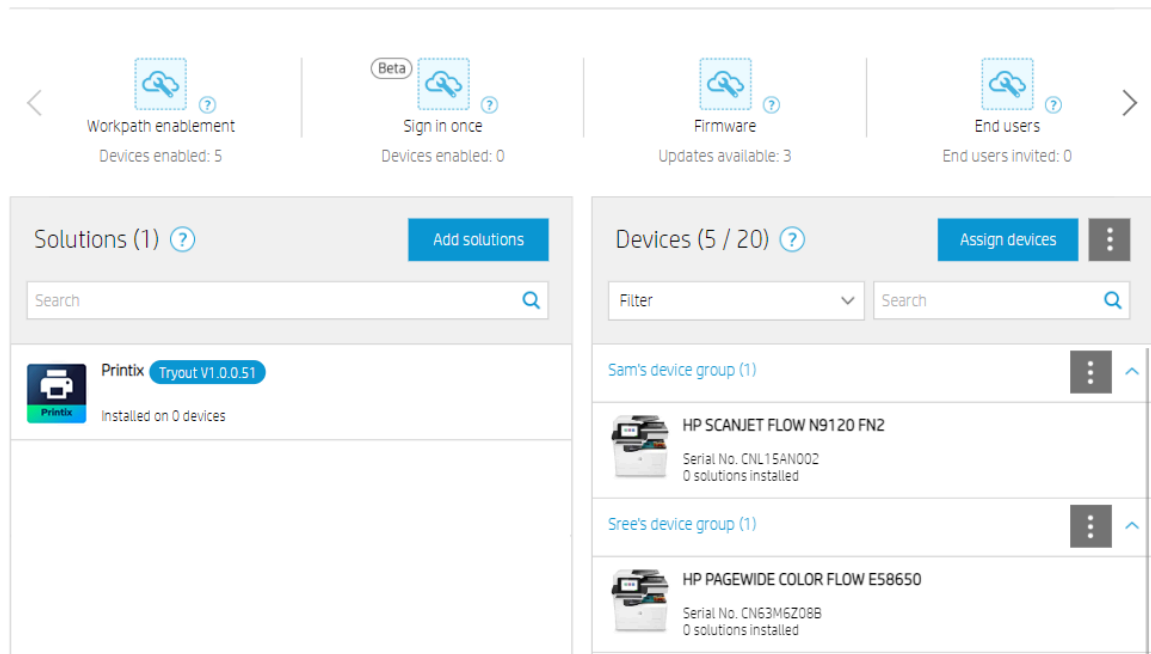 Beta
?
?
?
?
Workpath enablement
Sign in once
Firmware
End users
Devices enabled: 5
Devices enabled: 0
Updates available: 3
End users invited: 0
Solutions (1) ?
Add solutions
Search
Printix Tryout V1.0.0.51
Printix
Installed on 0 devices
Devices (5 / 20) ?
Assign devices
Filter
Search
Sam's device group (1)
HP SCANJET FLOW N9120 FN2
Serial No. CNL15AN002
0 solutions installed
Sree's device group (1)
HP PAGEWIDE COLOR FLOW E58650
Serial No. CN63M6Z08B
0 solutions installed